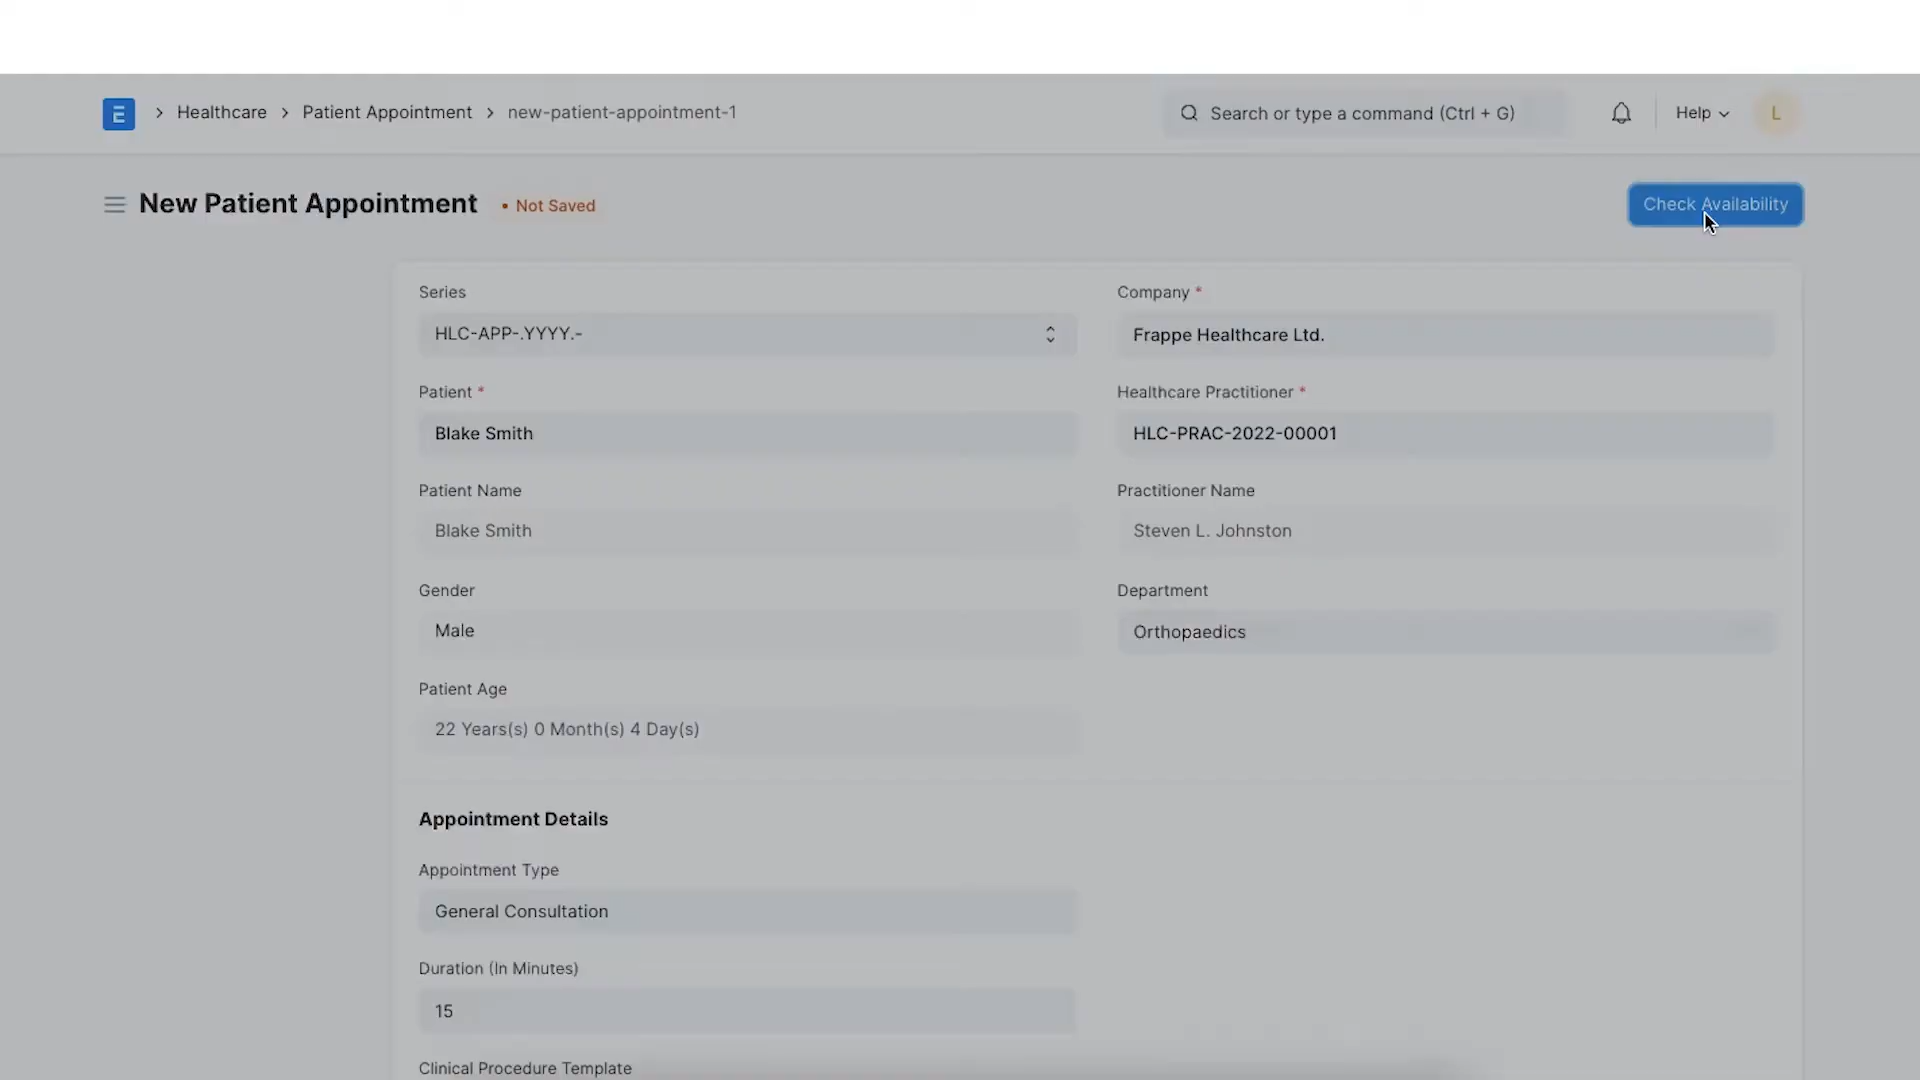 E > Healthcare > Patient Appointment > new-patient-appointment-1
Search or type a command (Ctrl + G)
Help
L
New Patient Appointment
• Not Saved
Check Availability
Series
HLC-APP-.YYYY.-
Company *
Frappe Healthcare Ltd.
Patient *
Blake Smith
Healthcare Practitioner *
HLC-PRAC-2022-00001
Patient Name
Blake Smith
Practitioner Name
Steven L. Johnston
Gender
Male
Department
Orthopaedics
Patient Age
22 Years(s) 0 Month(s) 4 Day(s)
Appointment Details
Appointment Type
General Consultation
Duration (In Minutes)
15
Clinical Procedure Template